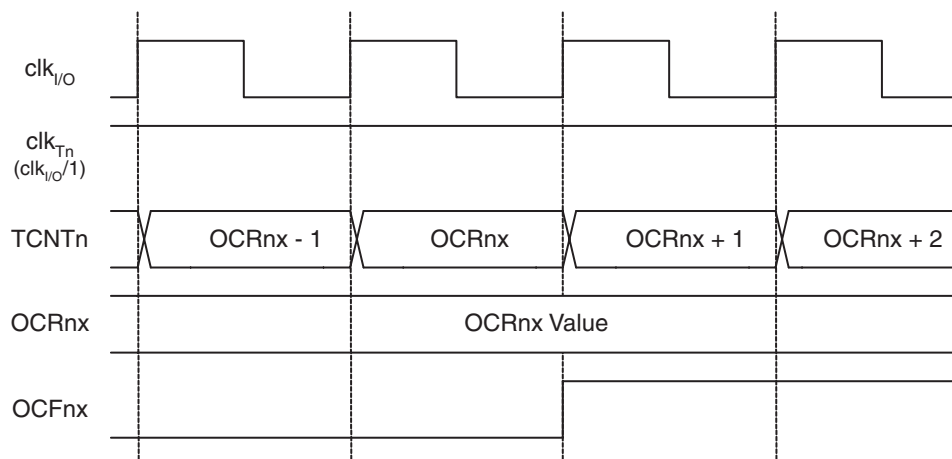 clkI/O
clkTn
(clkI/O/1)
TCNTn
OCRnx - 1
OCRnx
OCRnx + 1
OCRnx + 2
OCRnx
OCRnx Value
OCFnx